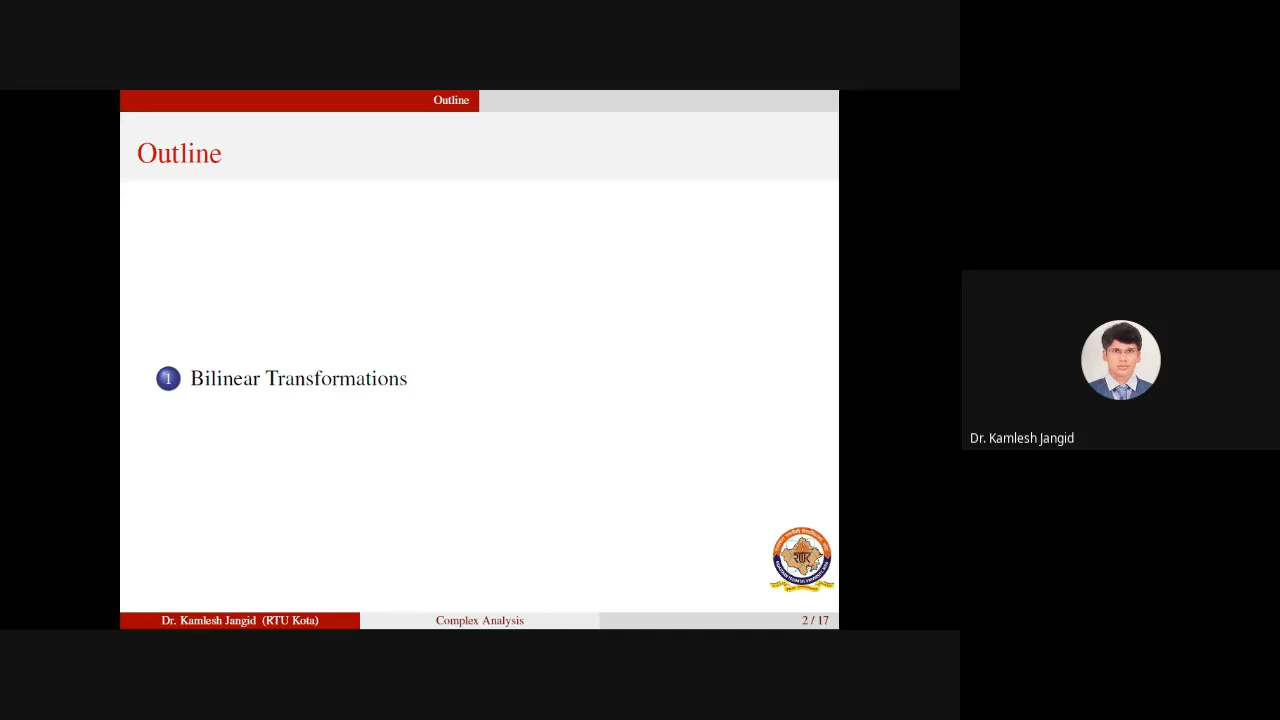 Outline
Outline
1 Bilinear Transformations
Dr. Kamlesh Jangid (RTU Kota)
Complex Analysis
2 / 17
Dr. Kamlesh Jangid